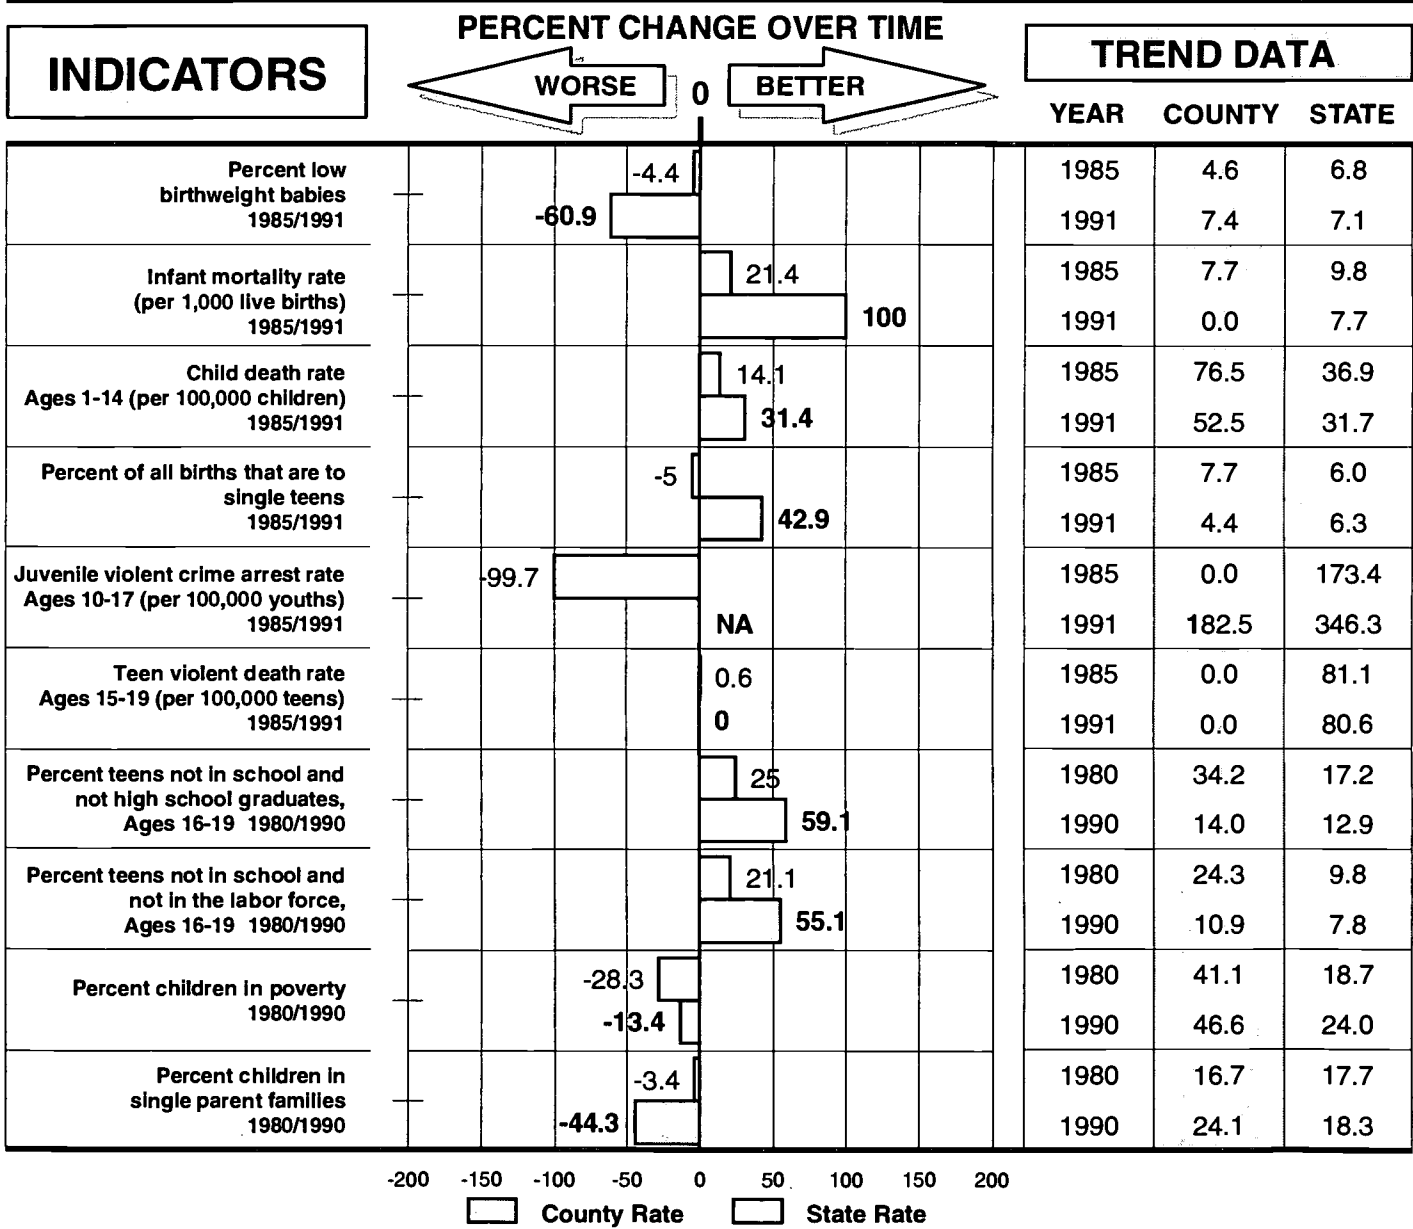 PERCENT CHANGE OVER TIME
INDICATORS
WORSE 0 BETTER
TREND DATA
YEAR COUNTY STATE
Percent low -4.4 1985 4.6 6.8
birthweight babies
1985/1991 -60.9 1991 7.4 7.1
Infant mortality rate 21.4 1985 7.7 9.8
(per 1,000 live births)
1985/1991 100 1991 0.0 7.7
Child death rate 14.1 1985 76.5 36.9
Ages 1-14 (per 100,000 children)
1985/1991 31.4 1991 52.5 31.7
Percent of all births that are to -5 1985 7.7 6.0
single teens
1985/1991 42.9 1991 4.4 6.3
Juvenile violent crime arrest rate -99.7 1985 0.0 173.4
Ages 10-17 (per 100,000 youths)
1985/1991 NA 1991 182.5 346.3
Teen violent death rate 0.6 1985 0.0 81.1
Ages 15-19 (per 100,000 teens)
1985/1991 0 1991 0.0 80.6
Percent teens not in school and 25 1980 34.2 17.2
not high school graduates,
Ages 16-19 1980/1990 59.1 1990 14.0 12.9
Percent teens not in school and 21.1 1980 24.3 9.8
not in the labor force,
Ages 16-19 1980/1990 55.1 1990 10.9 7.8
Percent children in poverty -28.3 1980 41.1 18.7
1980/1990 -13.4 1990 46.6 24.0
Percent children in -3.4 1980 16.7 17.7
single parent families
1980/1990 -44.3 1990 24.1 18.3
-200 -150 -100 -50 0 50 100 150 200
County Rate State Rate